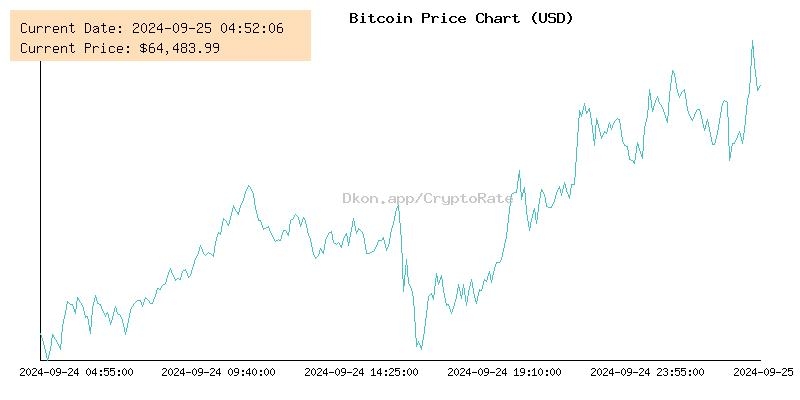 Bitcoin Price Chart (USD)
Current Date: 2024-09-25 04:52:06
Current Price: $64,483.99
Dkon.app/CryptoRate
2024-09-24 04:55:00
2024-09-24 09:40:00
2024-09-24 14:25:00
2024-09-24 19:10:00
2024-09-24 23:55:00
2024-09-25